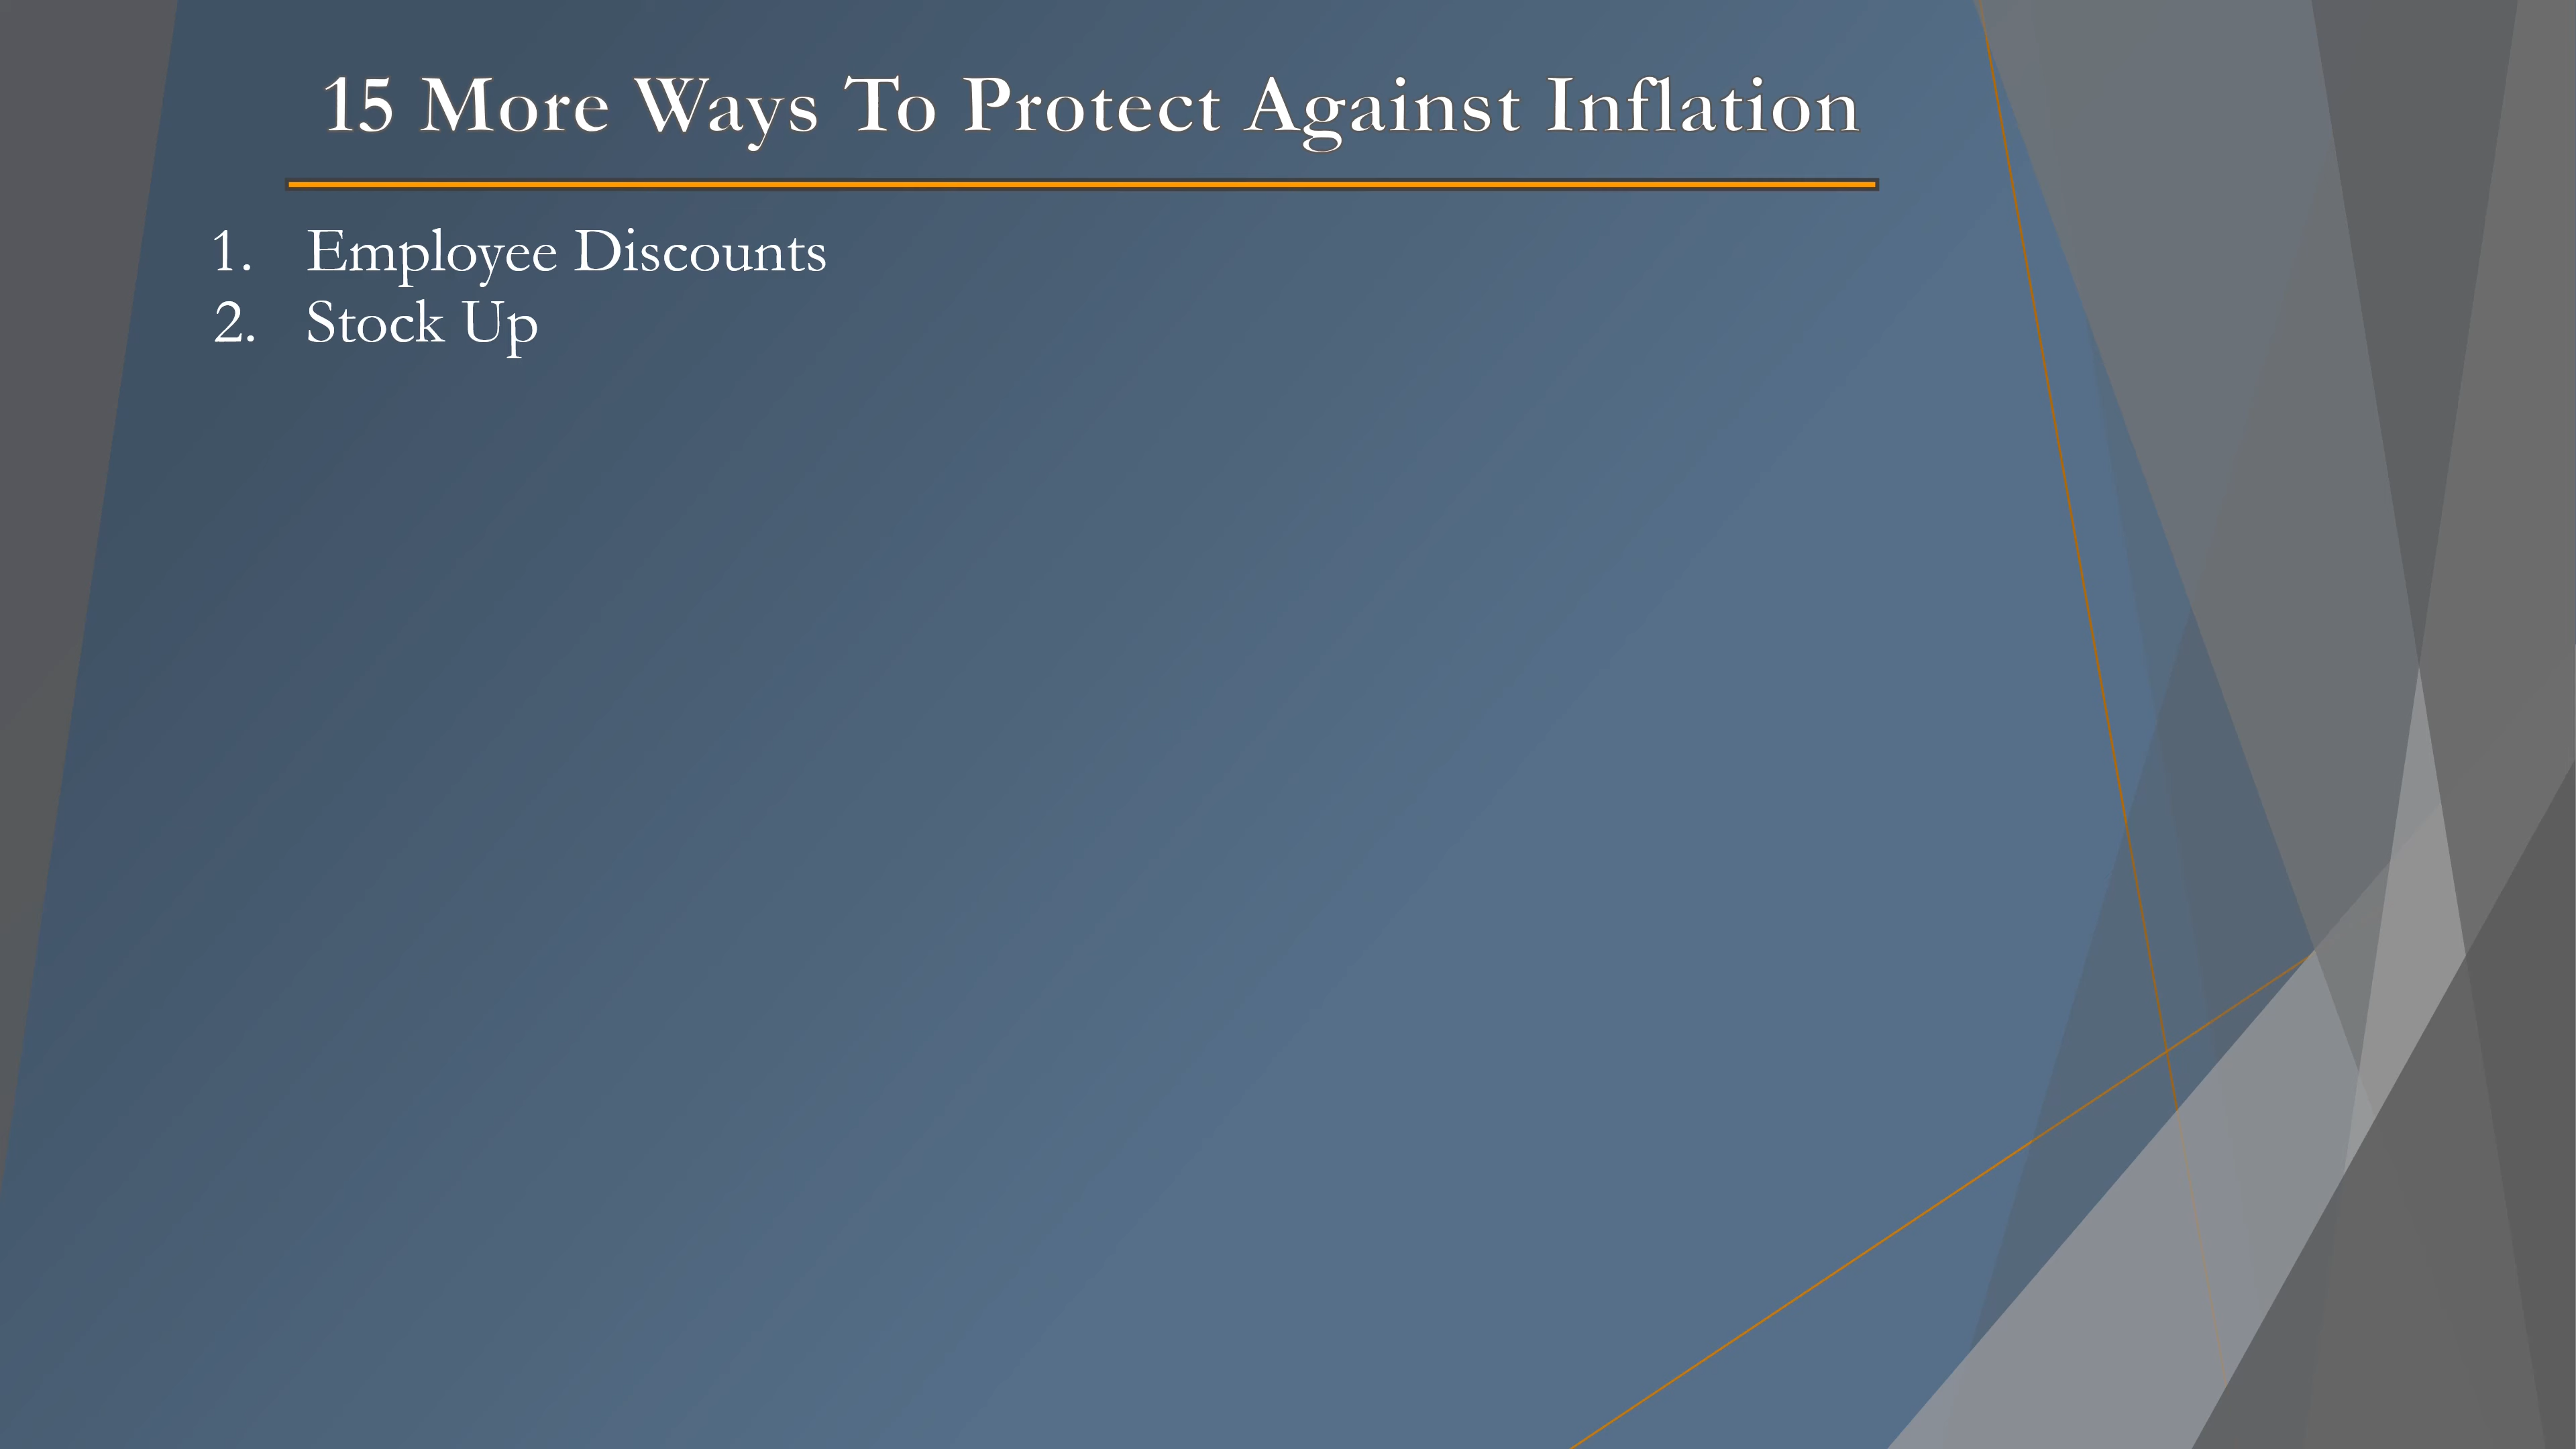 15 More Ways To Protect Against Inflation
1. Employee Discounts
2. Stock Up